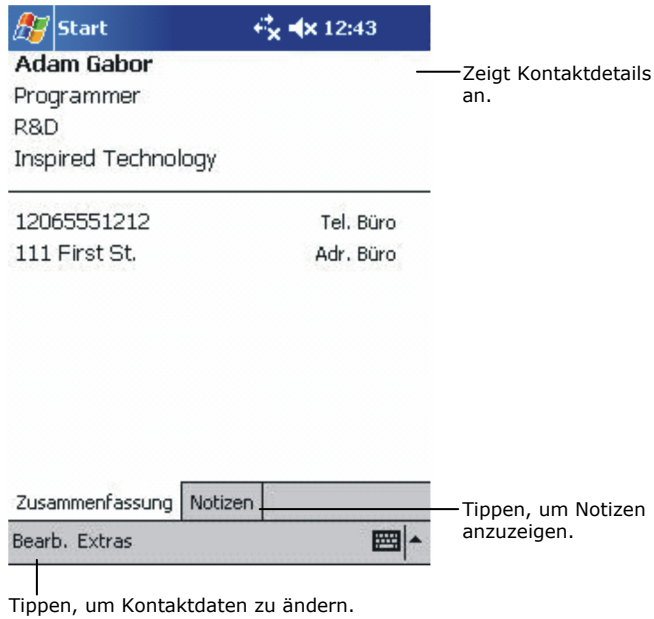 Start 12:43
Adam Gabor
Programmer
R&D
Inspired Technology
Zeigt Kontaktdetails
an.
12065551212 Tel. Büro
111 First St. Adr. Büro
Zusammenfassung Notizen
Tippen, um Notizen
anzuzeigen.
Bearb. Extras
Tippen, um Kontaktdaten zu ändern.